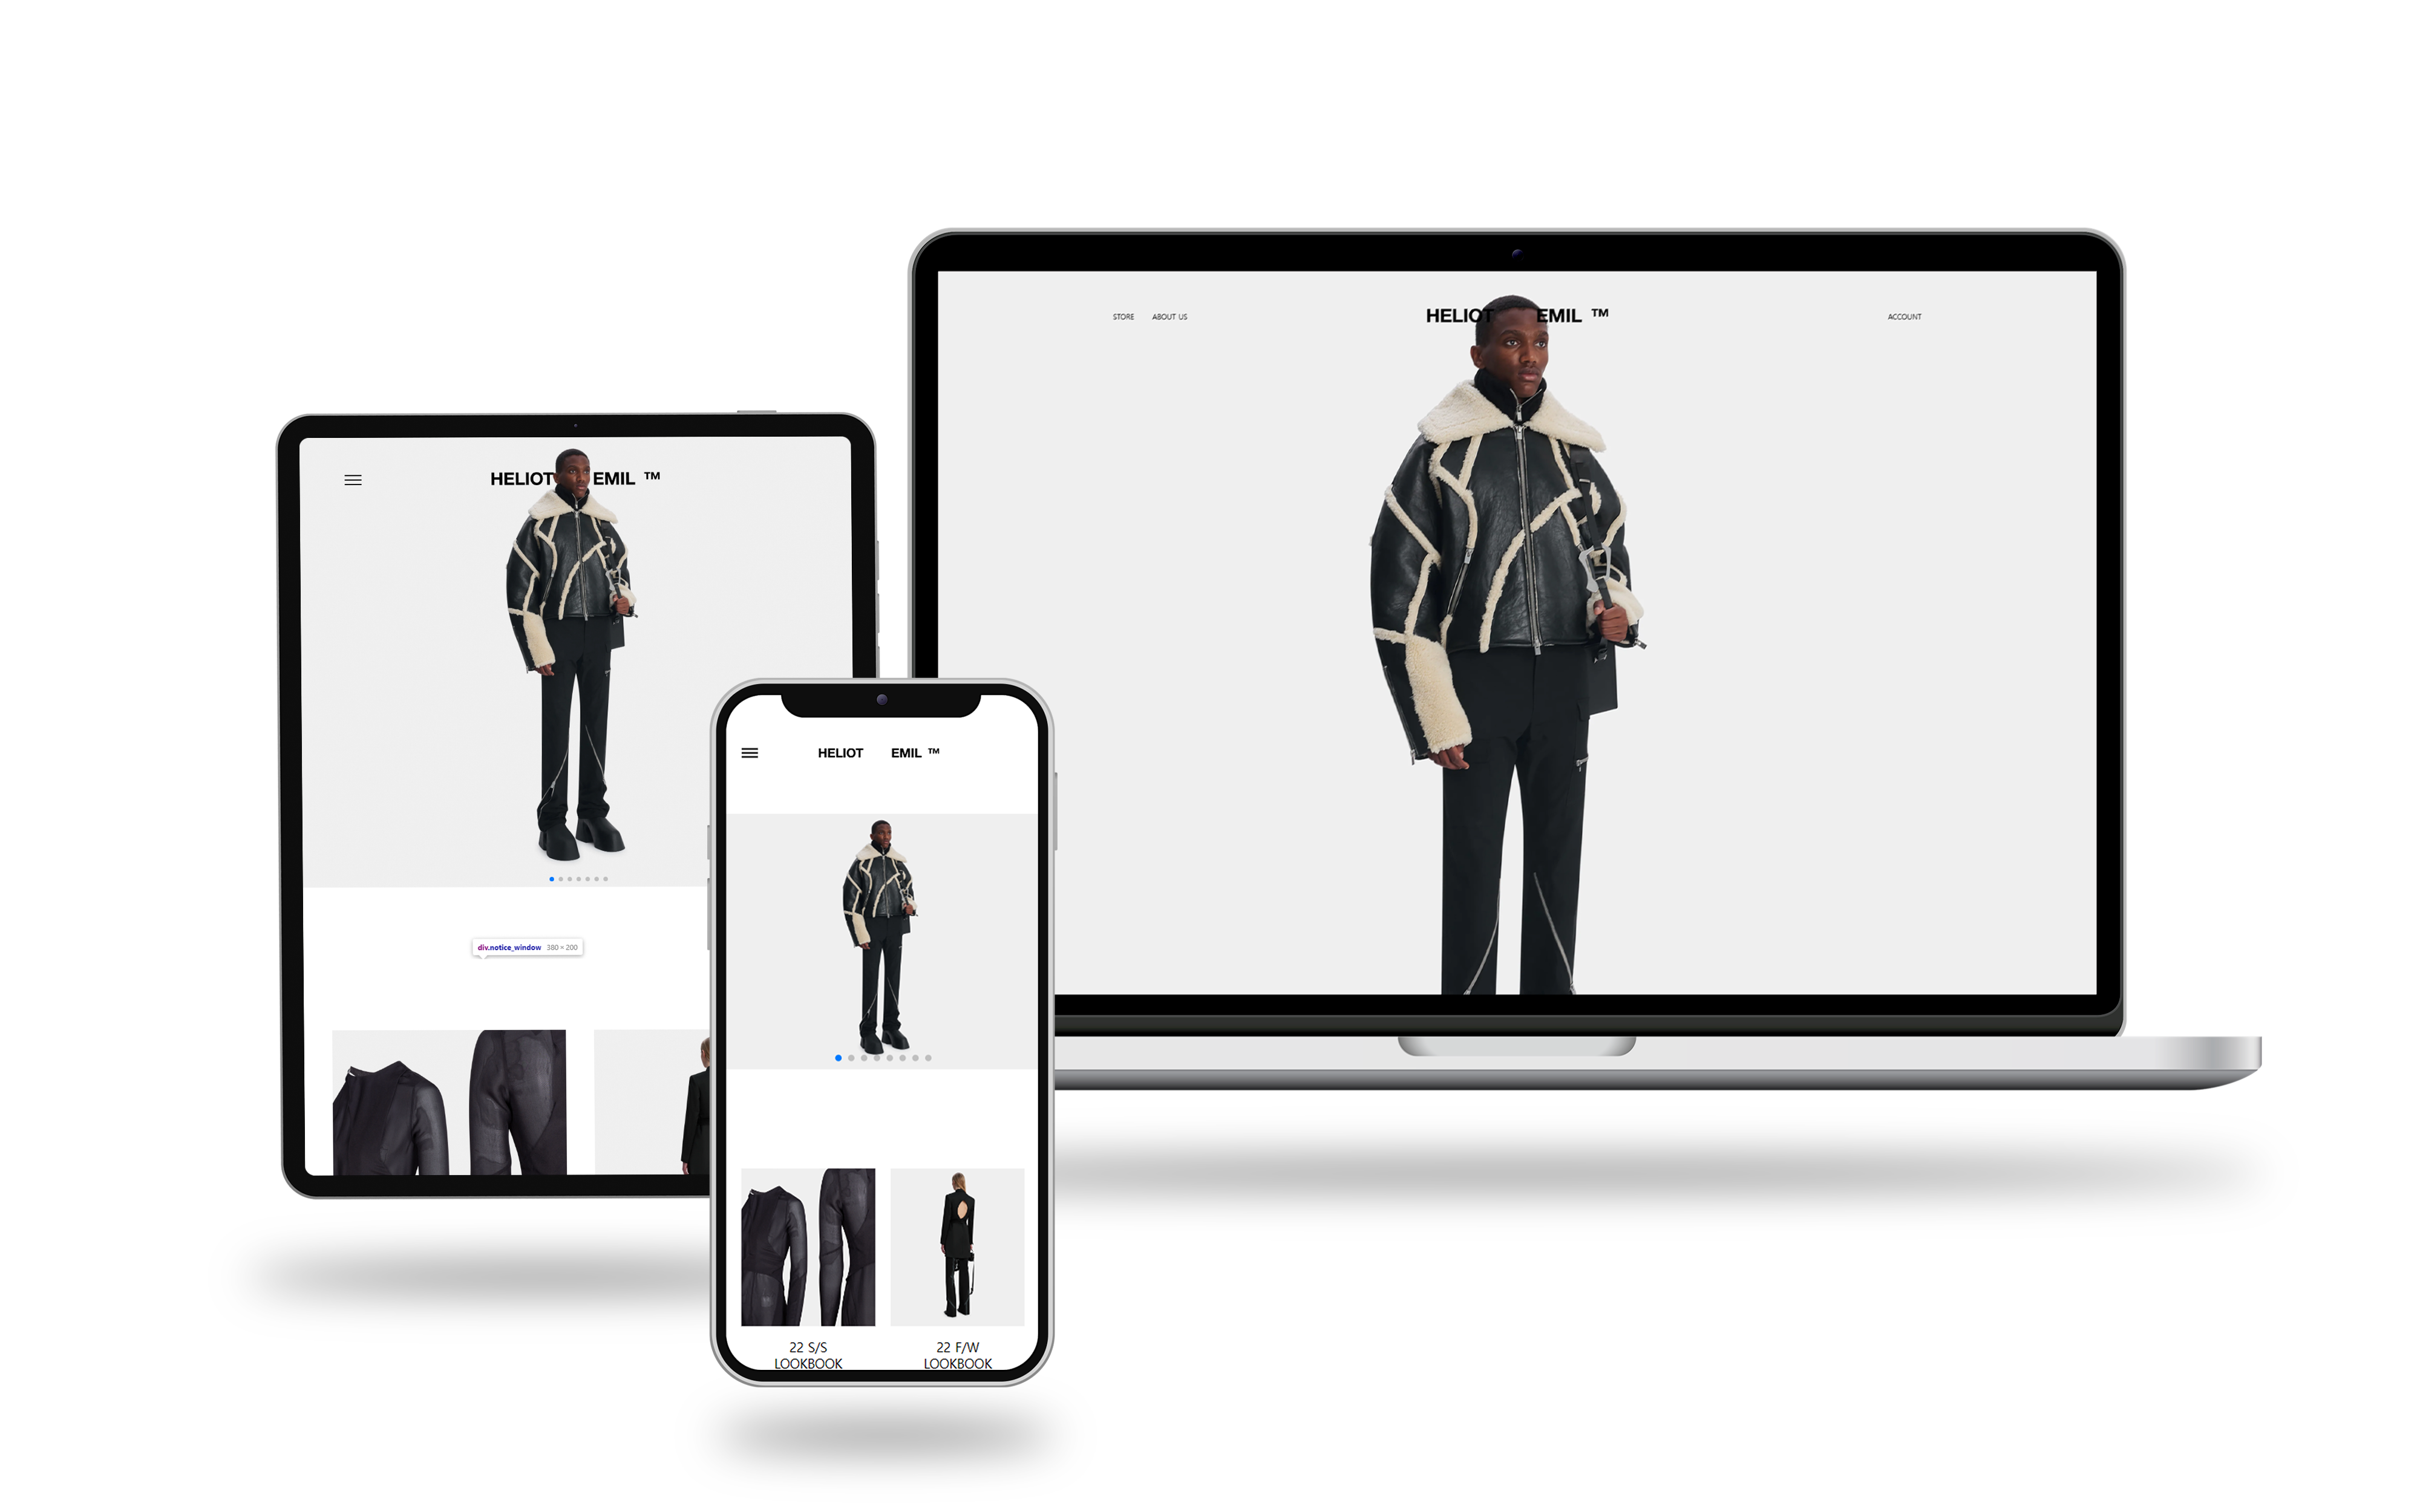 STORE ABOUT US HELIOT EMIL ™ ACCOUNT
HELIOT EMIL ™
div.notice_window 380 × 200
HELIOT EMIL ™
22 S/S
LOOKBOOK
22 F/W
LOOKBOOK